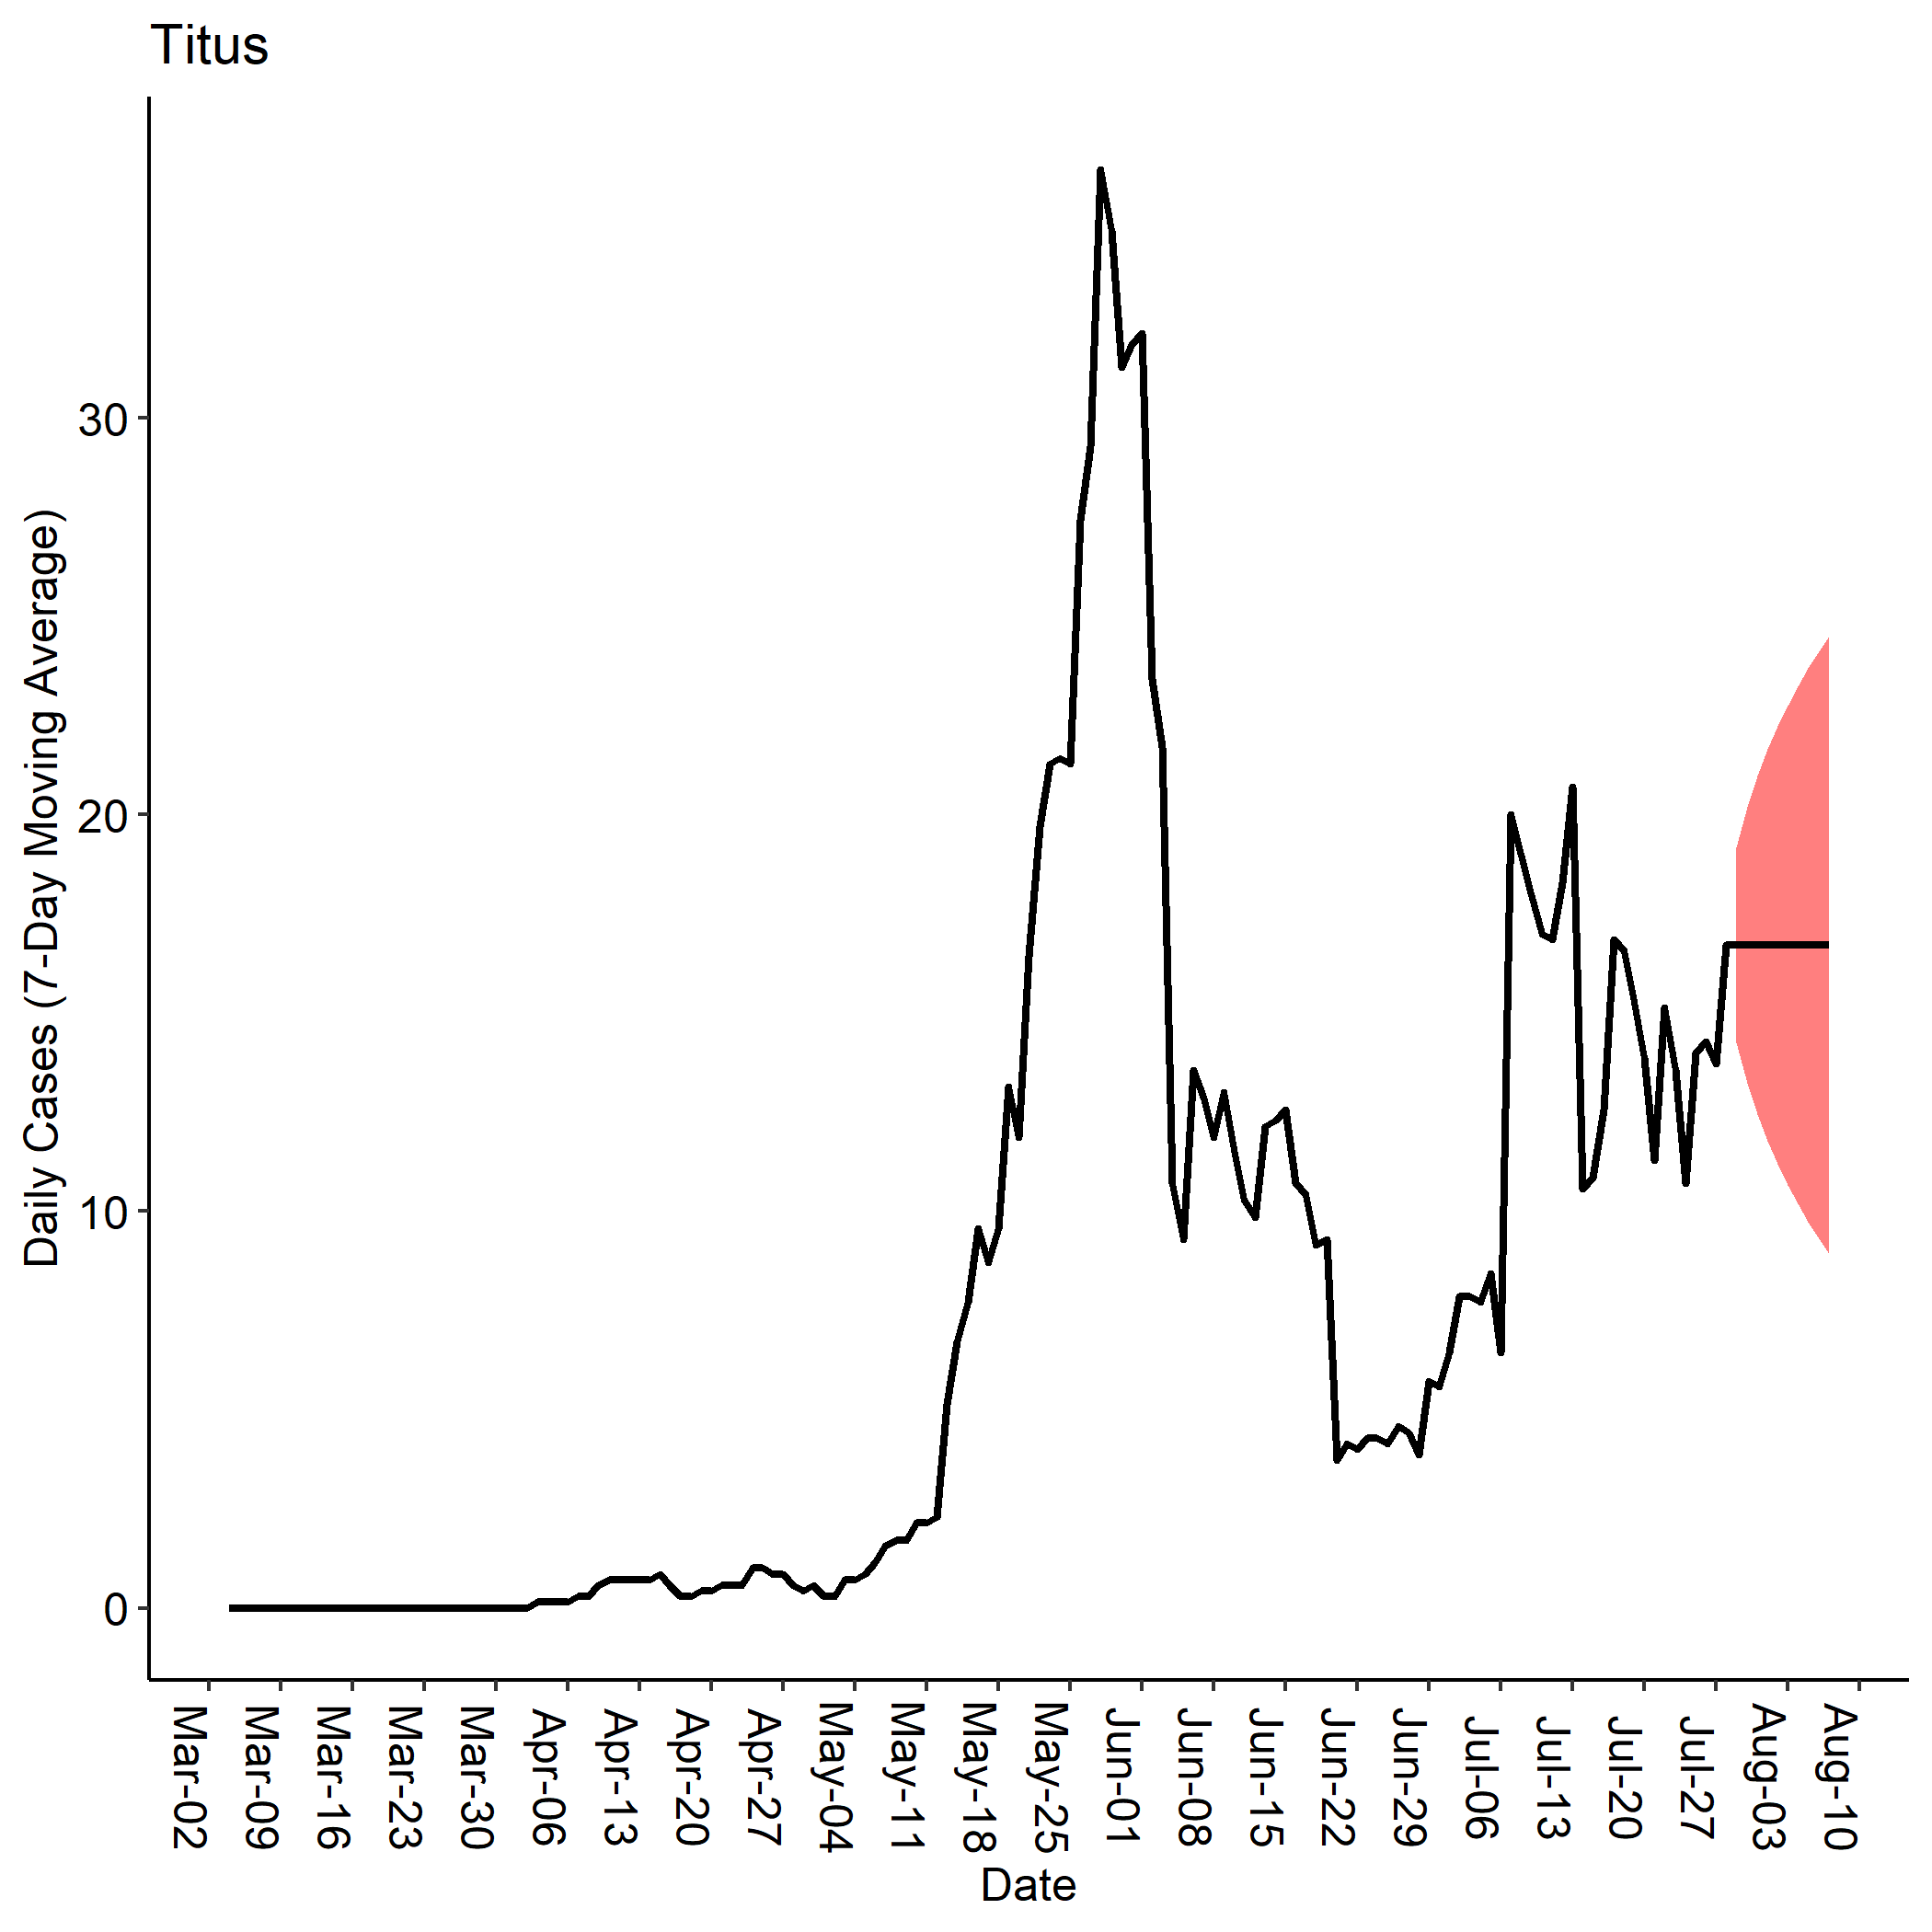 Titus
Daily Cases (7-Day Moving Average)
30
20
10
0
Mar-02
Mar-09
Mar-16
Mar-23
Mar-30
Apr-06
Apr-13
Apr-20
Apr-27
May-04
May-11
May-18
May-25
Jun-01
Jun-08
Jun-15
Jun-22
Jun-29
Jul-06
Jul-13
Jul-20
Jul-27
Aug-03
Aug-10
Date